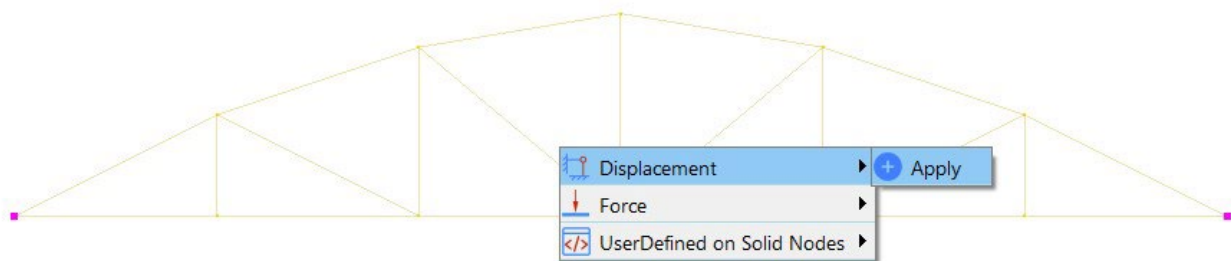 Displacement
Apply
Force
UserDefined on Solid Nodes